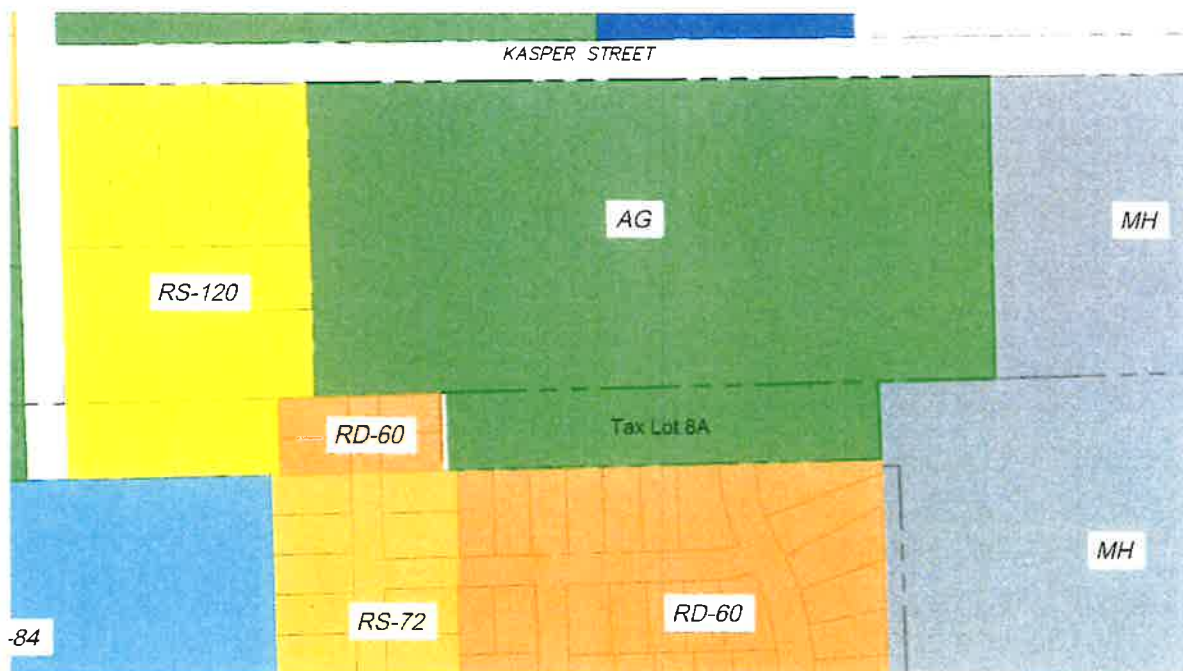 KASPER STREET
AG
MH
RS-120
RD-60
Tax Lot 8A
MH
RD-60
RS-72
-84